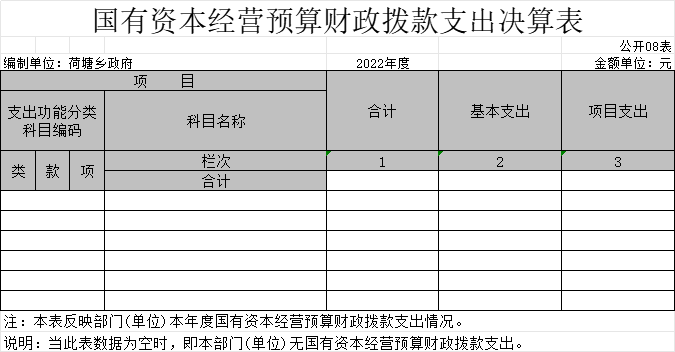 国有资本经营预算财政拨款支出决算表
公开08表
编制单位：荷塘乡政府 2022年度 金额单位：元
项 目 合计 基本支出 项目支出
支出功能分类科目编码 科目名称
类 款 项 栏次 1 2 3
合计
注：本表反映部门(单位)本年度国有资本经营预算财政拨款支出情况。
说明：当此表数据为空时，即本部门(单位)无国有资本经营预算财政拨款支出。